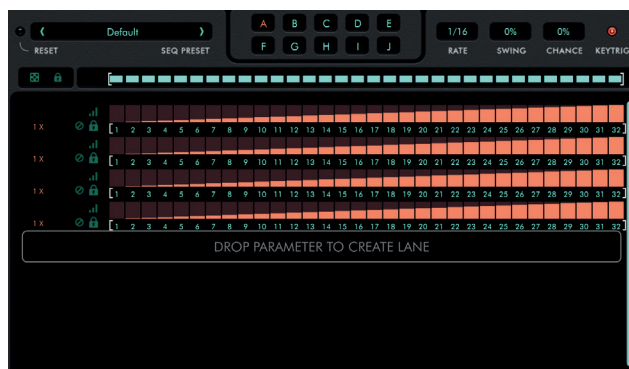 Default
RESET
SEQ PRESET
A B C D E
F G H I J
1/16 0% 0%
RATE SWING CHANCE KEYTRIG
1 X
1 2 3 4 5 6 7 8 9 10 11 12 13 14 15 16 17 18 19 20 21 22 23 24 25 26 27 28 29 30 31 32
1 X
1 2 3 4 5 6 7 8 9 10 11 12 13 14 15 16 17 18 19 20 21 22 23 24 25 26 27 28 29 30 31 32
1 X
1 2 3 4 5 6 7 8 9 10 11 12 13 14 15 16 17 18 19 20 21 22 23 24 25 26 27 28 29 30 31 32
1 X
1 2 3 4 5 6 7 8 9 10 11 12 13 14 15 16 17 18 19 20 21 22 23 24 25 26 27 28 29 30 31 32
DROP PARAMETER TO CREATE LANE